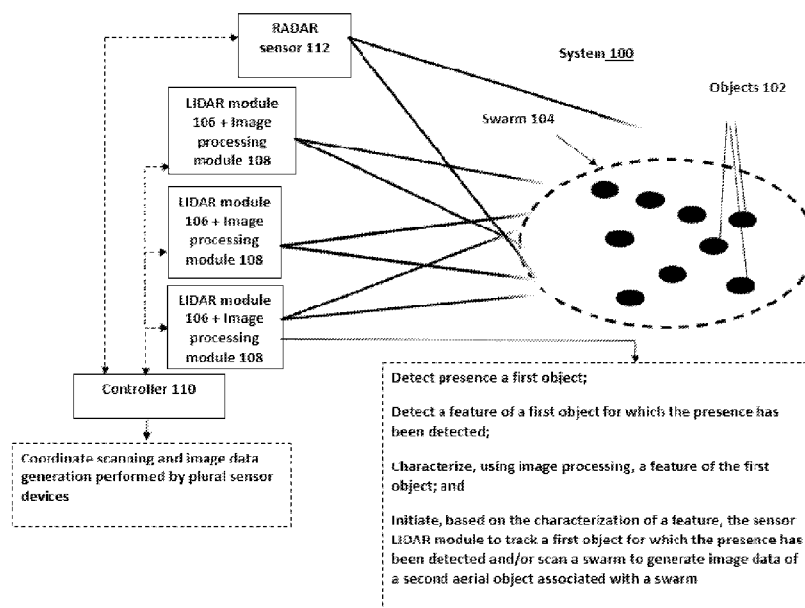 RADAR
sensor 112
System 100
Objects 102
Swarm 104
LIDAR module
106 + Image
processing
module 108
LIDAR module
106 + Image
processing
module 108
LIDAR module
106 + Image
processing
module 108
Controller 110
Coordinate scanning and image data
generation performed by plural sensor
devices
Detect presence a first object;
Detect a feature of a first object for which the presence has
been detected;
Characterize, using image processing, a feature of the first
object; and
Initiate, based on the characterization of a feature, the sensor
LIDAR module to track a first object for which the presence has
been detected and/or scan a swarm to generate image data of
a second aerial object associated with a swarm